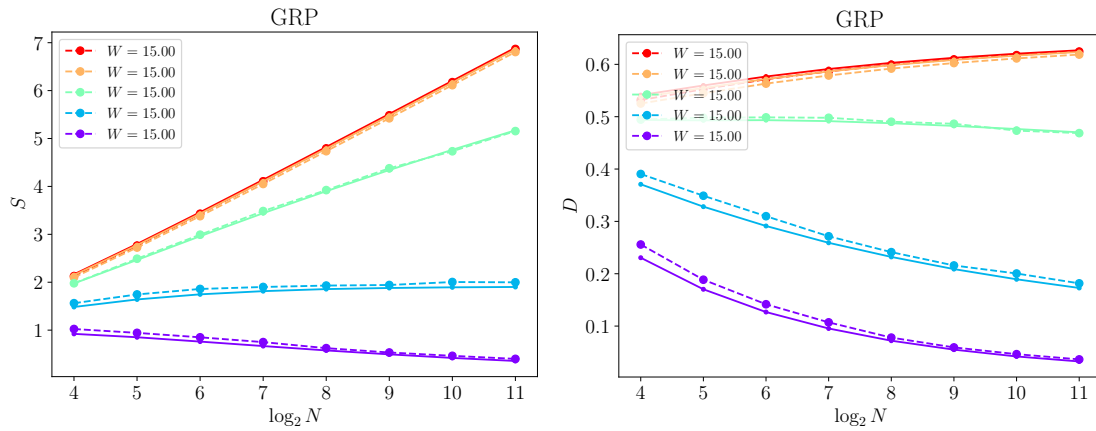 GRP
7
6
5
4
3
2
1
S
W = 15.00
W = 15.00
W = 15.00
W = 15.00
W = 15.00
4 5 6 7 8 9 10 11
log₂ N
GRP
0.6
0.5
0.4
0.3
0.2
0.1
D
W = 15.00
W = 15.00
W = 15.00
W = 15.00
W = 15.00
4 5 6 7 8 9 10 11
log₂ N